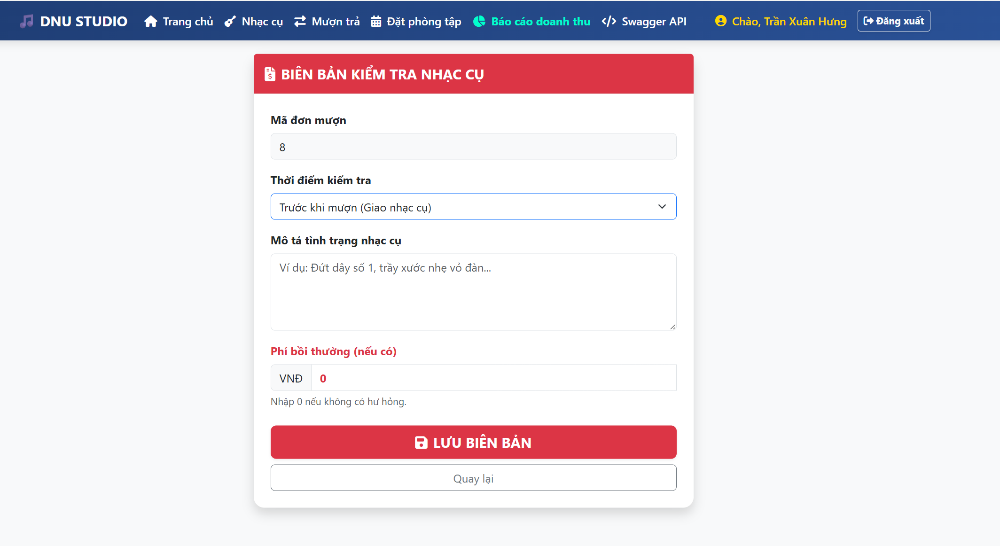 DNU STUDIO Trang chủ Nhạc cụ Mượn trả Đặt phòng tập Báo cáo doanh thu Swagger API Chào, Trần Xuân Hưng Đăng xuất
BIÊN BẢN KIỂM TRA NHẠC CỤ
Mã đơn mượn
8
Thời điểm kiểm tra
Trước khi mượn (Giao nhạc cụ)
Mô tả tình trạng nhạc cụ
Ví dụ: Đứt dây số 1, trầy xước nhẹ vỏ đàn...
Phí bồi thường (nếu có)
VNĐ 0
Nhập 0 nếu không có hư hỏng.
LƯU BIÊN BẢN
Quay lại